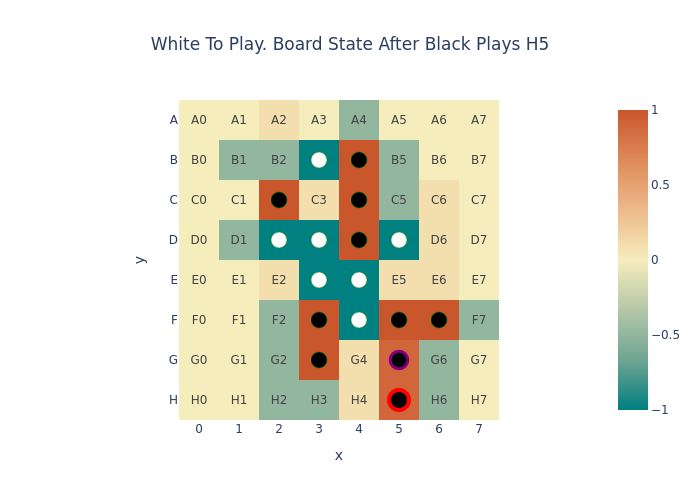 White To Play. Board State After Black Plays H5
A A0 A1 A2 A3 A4 A5 A6 A7
B B0 B1 B2 B5 B6 B7
C C0 C1 C3 C5 C6 C7
D D0 D1 D6 D7
E E0 E1 E2 E5 E6 E7
F F0 F1 F2 F7
G G0 G1 G2 G4 G6 G7
H H0 H1 H2 H3 H4 H6 H7
0 1 2 3 4 5 6 7
x
y
1
0.5
0
−0.5
−1